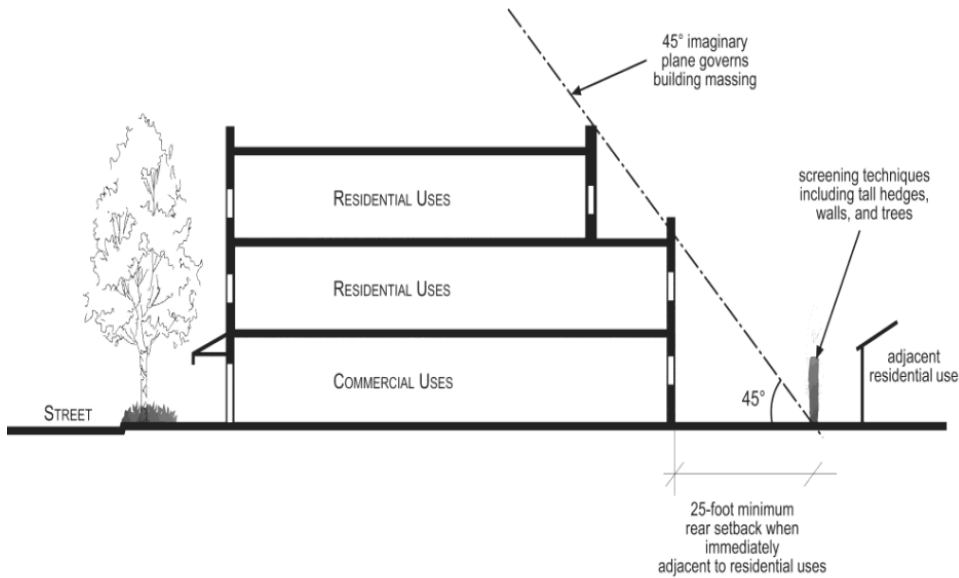 45° imaginary
plane governs
building massing
screening techniques
including tall hedges,
walls, and trees
RESIDENTIAL USES
RESIDENTIAL USES
COMMERCIAL USES
adjacent
residential use
45°
STREET
25-foot minimum
rear setback when
immediately
adjacent to residential uses